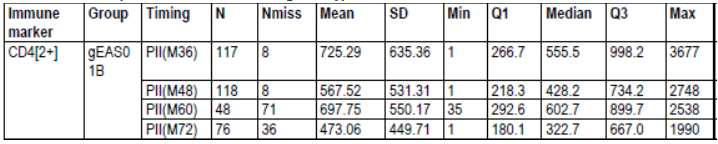 Immune marker Group Timing N Nmiss Mean SD Min Q1 Median Q3 Max
CD4[2+] gEAS01B PII(M36) 117 8 725.29 635.36 1 266.7 555.5 998.2 3677
PII(M48) 118 8 567.52 531.31 1 218.3 428.2 734.2 2748
PII(M60) 48 71 697.75 550.17 35 292.6 602.7 899.7 2538
PII(M72) 76 36 473.06 449.71 1 180.1 322.7 667.0 1990